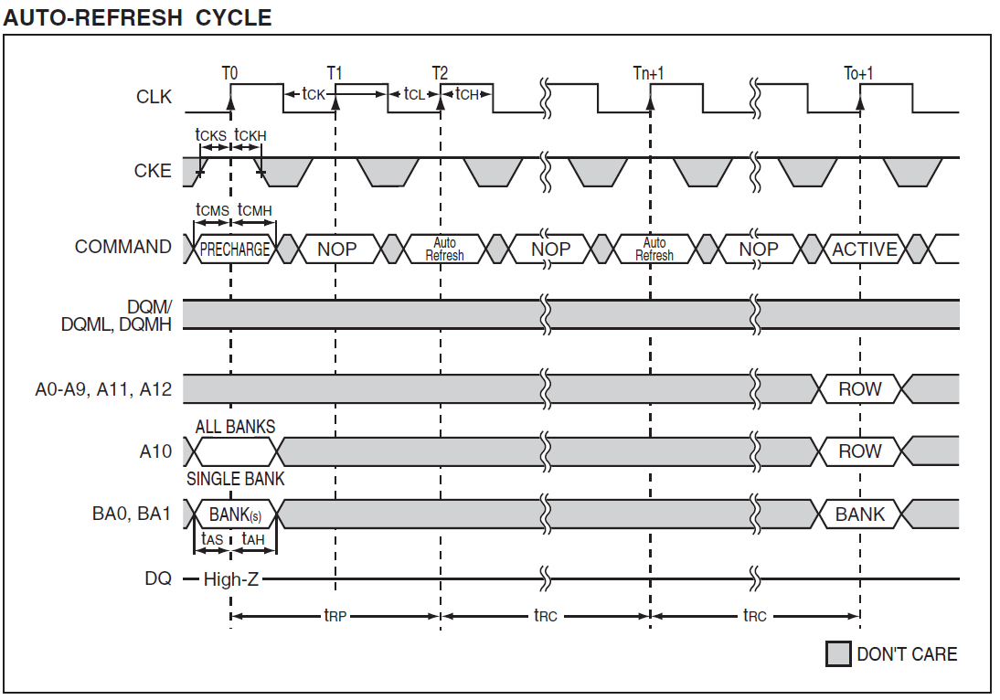 AUTO-REFRESH CYCLE
T0 T1 T2 Tn+1 To+1
CLK
tCK tCL tCH
tCKS tCKH
CKE
tCMS tCMH
COMMAND PRECHARGE NOP Auto Refresh NOP Auto Refresh NOP ACTIVE
DQM/
DQML, DQMH
A0-A9, A11, A12 ROW
ALL BANKS
A10 ROW
SINGLE BANK
BA0, BA1 BANK(s) BANK
tAS tAH
DQ High-Z
tRP tRC tRC
DON'T CARE